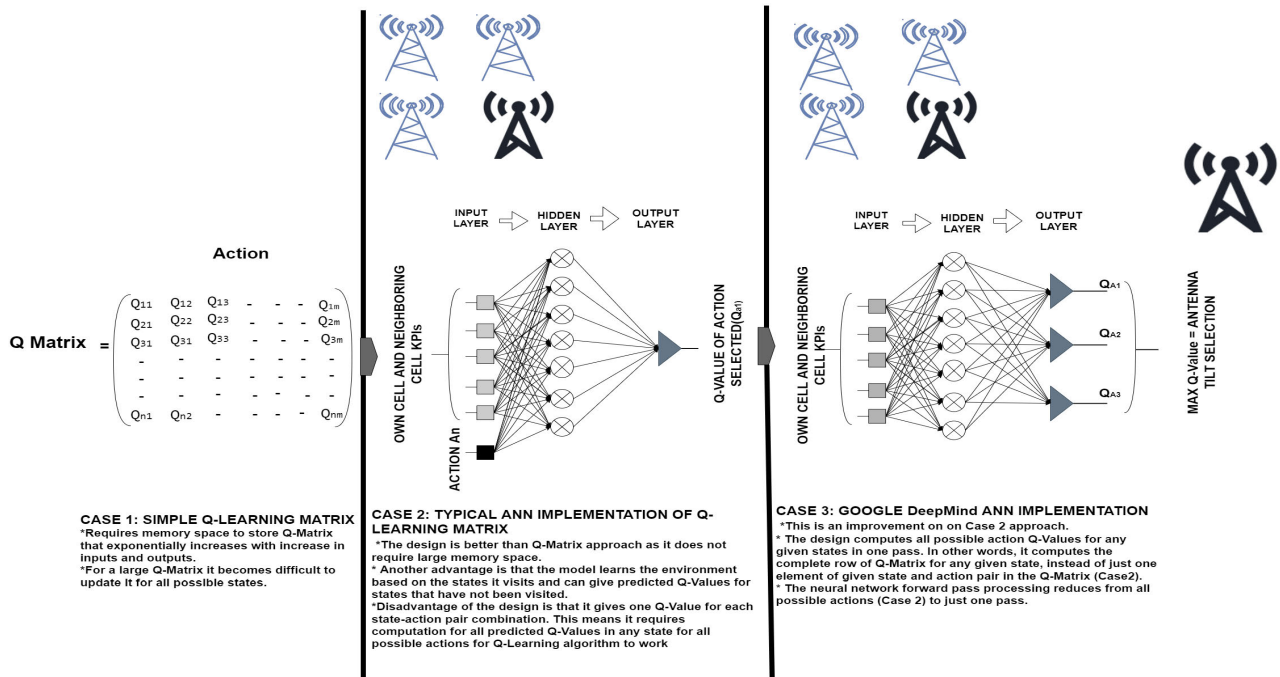 Action
Q Matrix =
Q11 Q12 Q13 - - - Q1m
Q21 Q22 Q23 - - - Q2m
Q31 Q31 Q33 - - - Q3m
- - - - - - -
- - - - - - -
Qn1 Qn2 - - - - Qnm
CASE 1: SIMPLE Q-LEARNING MATRIX
*Requires memory space to store Q-Matrix
that exponentially increases with increase in
inputs and outputs.
*For a large Q-Matrix it becomes difficult to
update it for all possible states.
INPUT
LAYER
HIDDEN
LAYER
OUTPUT
LAYER
OWN CELL AND NEIGHBORING
CELL KPIs
ACTION An
Q-VALUE OF ACTION
SELECTED(Qa1)
CASE 2: TYPICAL ANN IMPLEMENTATION OF Q-
LEARNING MATRIX
*The design is better than Q-Matrix approach as it does not
require large memory space.
* Another advantage is that the model learns the environment
based on the states it visits and can give predicted Q-Values for
states that have not been visited.
*Disadvantage of the design is that it gives one Q-Value for each
state-action pair combination. This means it requires
computation for all predicted Q-Values in any state for all
possible actions for Q-Learning algorithm to work
INPUT
LAYER
HIDDEN
LAYER
OUTPUT
LAYER
OWN CELL AND NEIGHBORING
CELL KPIs
QA1
QA2
QA3
MAX Q-Value = ANTENNA
TILT SELECTION
CASE 3: GOOGLE DeepMind ANN IMPLEMENTATION
*This is an improvement on on Case 2 approach.
* The design computes all possible action Q-Values for any
given states in one pass. In other words, it computes the
complete row of Q-Matrix for any given state, instead of just one
element of given state and action pair in the Q-Matrix (Case2).
* The neural network forward pass processing reduces from all
possible actions (Case 2) to just one pass.